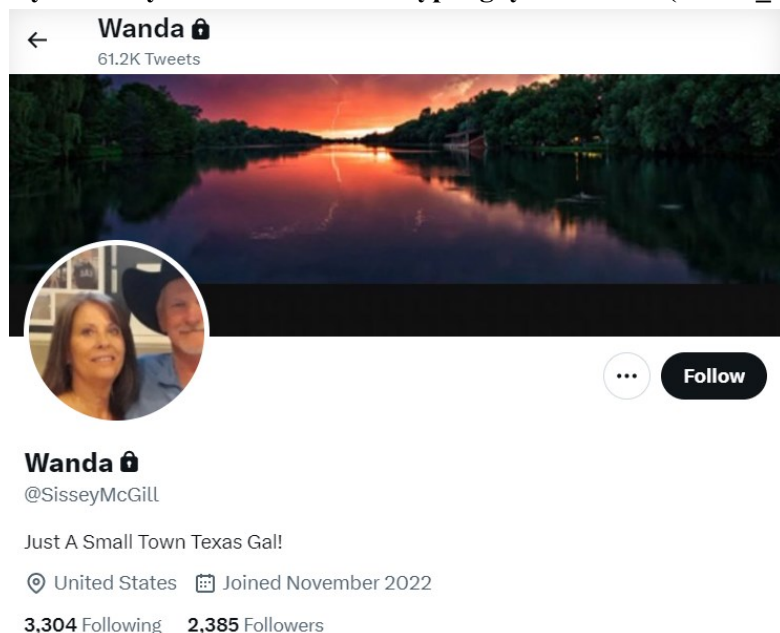 Wanda
61.2K Tweets
Follow
Wanda
@SisseyMcGill
Just A Small Town Texas Gal!
United States Joined November 2022
3,304 Following 2,385 Followers